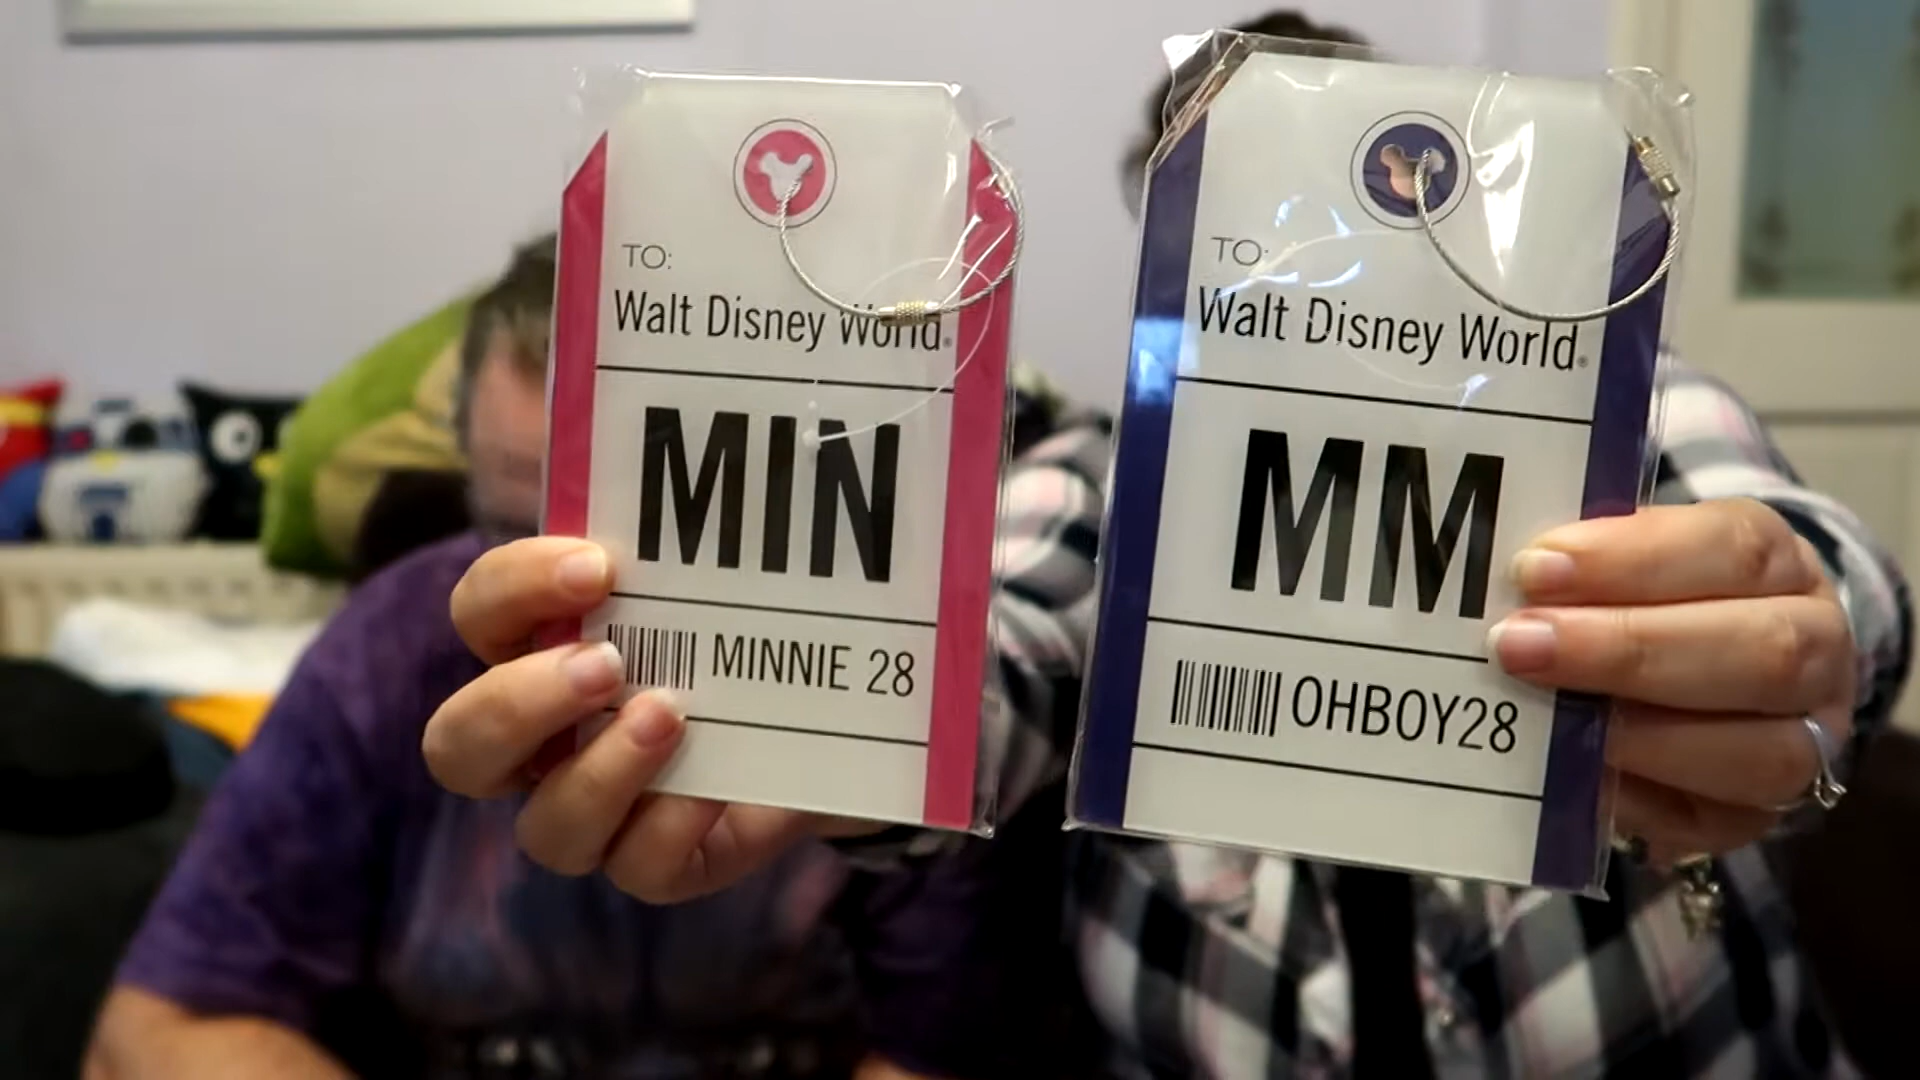 TO:
Walt Disney World®
MIN
MINNIE 28
TO:
Walt Disney World®
MM
OHBOY28